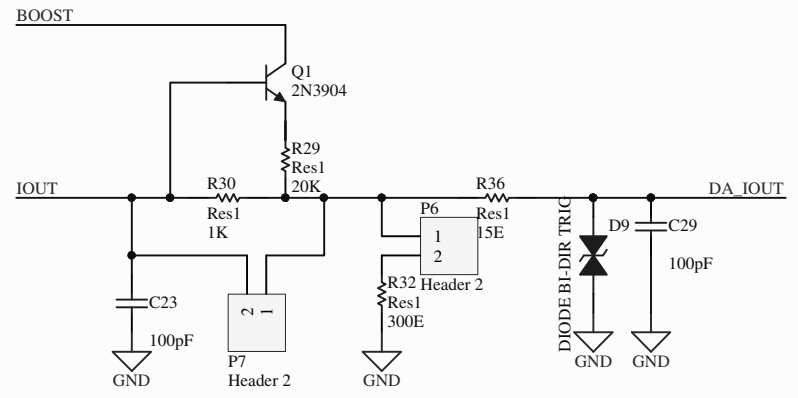 BOOST
Q1
2N3904
R29
Res1
20K
IOUT
R30
Res1
1K
R36
Res1
15E
DA_IOUT
P6
1
2
Header 2
DIODE BI-DIR TRIG
D9
C29
100pF
R32
Res1
300E
C23
100pF
2
1
P7
Header 2
GND
GND
GND
GND